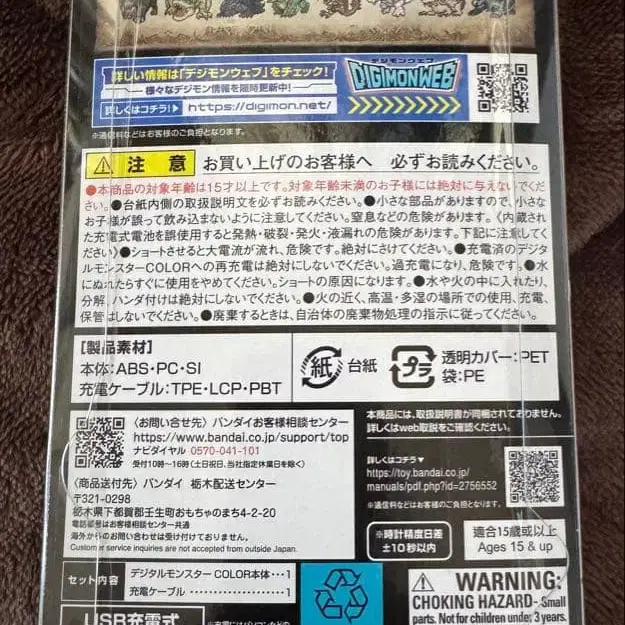 詳しい情報は「デジモンウェブ」をチェック!
様々なデジモン情報を随時更新中!
詳しくはコチラ!▶ https://digimon.net/
デジモンウェブ
DIGIMONWEB
※通信料などはお客様のご負担となります。
注意 お買い上げのお客様へ 必ずお読みください。
●本商品の対象年齢は15才以上です。対象年齢未満のお子様には絶対に与えないでくだ
さい。●台紙内側の取扱説明文を必ずお読みください。●小さな部品がありますので、小さな
お子様が誤って飲み込まないように注意してください。窒息などの危険があります。〈内蔵され
た充電式電池を誤使用すると発熱・破裂・発火・液漏れの危険があります。下記に注意してく
ださい〉●ショートさせると大電流が流れ、危険です。絶対にさけてください。●充電済のデジタ
ルモンスターCOLORへの再充電は絶対にしないでください。過充電になり、危険です。●水
にぬれたらすぐに使用をやめてください。ショートの原因になります。●水や火の中に入れたり、
分解、ハンダ付けは絶対にしないでください。●火の近く、高温・多湿の場所での使用、充電、
保管はしないでください。●廃棄するときは、自治体の廃棄物処理の指示に従ってください。
【製品素材】
本体:ABS・PC・SI
充電ケーブル:TPE・LCP・PBT
紙 台紙
プラ 透明カバー:PET
袋:PE
〈お問い合せ先〉バンダイお客様相談センター
https://www.bandai.co.jp/support/top
ナビダイヤル 0570-041-101
受付10時〜16時(土日祝日、当社指定休業日を除く)
〈商品送付先〉バンダイ 栃木配送センター
〒321-0298
栃木県下都賀郡壬生町おもちゃのまち4-2-20
電話番号はお客様相談センター共通
海外からのお問い合わせは受け付けておりません。
Customer service inquiries are not accepted from outside Japan.
本商品には、取扱説明書が同梱されておりません。
詳しくはweb取説をご確認ください。
詳しくはコチラ▼
https://toy.bandai.co.jp/
manuals/pdf.php?id=2756552
※通信料などはお客様のご負担となります。
※時計精度日差
±10秒以内
適合15歳或以上
Ages 15 & up
セット内容
デジタルモンスター COLOR本体・・・1
充電ケーブル・・・・・・・・1
USB充電式
WARNING:
CHOKING HAZARD- Small
parts. Not for children under 3 years.